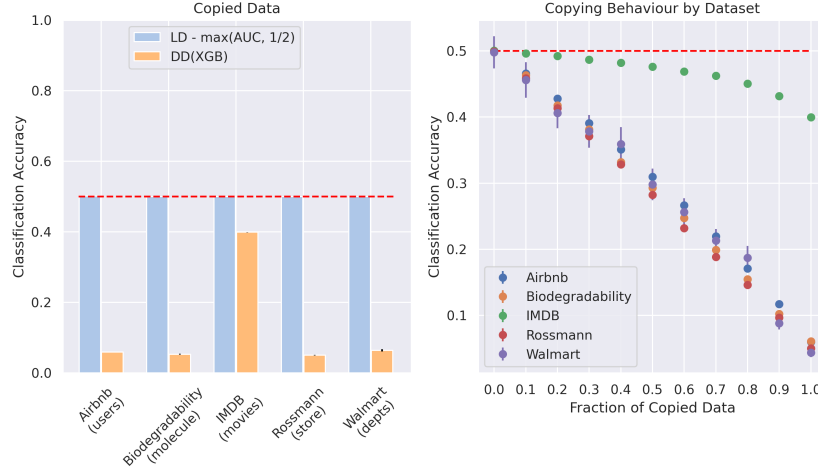 Copied Data
Classification Accuracy
1.0
0.8
0.6
0.4
0.2
0.0
LD - max(AUC, 1/2)
DD(XGB)
Airbnb
(users)
Biodegradability
(molecule)
IMDB
(movies)
Rossmann
(store)
Walmart
(depts)
Copying Behaviour by Dataset
Classification Accuracy
0.5
0.4
0.3
0.2
0.1
Airbnb
Biodegradability
IMDB
Rossmann
Walmart
0.0 0.1 0.2 0.3 0.4 0.5 0.6 0.7 0.8 0.9 1.0
Fraction of Copied Data